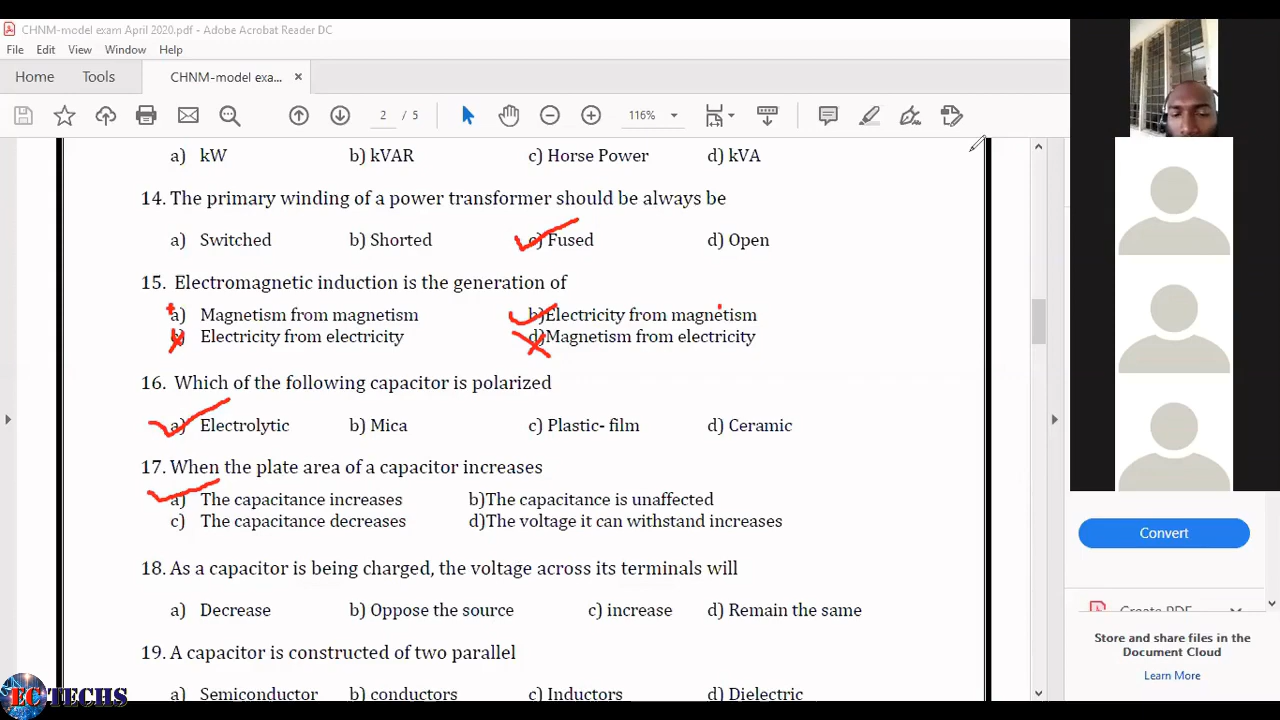 CHNM-model exam April 2020.pdf - Adobe Acrobat Reader DC
File Edit View Window Help
Home Tools CHNM-model exa... ×
2 / 5 116%
a) kW b) kVAR c) Horse Power d) kVA
14. The primary winding of a power transformer should be always be
a) Switched b) Shorted c) Fused d) Open
15. Electromagnetic induction is the generation of
a) Magnetism from magnetism b)Electricity from magnetism
c) Electricity from electricity d)Magnetism from electricity
16. Which of the following capacitor is polarized
a) Electrolytic b) Mica c) Plastic- film d) Ceramic
17. When the plate area of a capacitor increases
a) The capacitance increases b)The capacitance is unaffected
c) The capacitance decreases d)The voltage it can withstand increases
18. As a capacitor is being charged, the voltage across its terminals will
a) Decrease b) Oppose the source c) increase d) Remain the same
19. A capacitor is constructed of two parallel
a) Semiconductor b) conductors c) Inductors d) Dielectric
Convert
Create PDF
Store and share files in the
Document Cloud
Learn More
EC TECHS